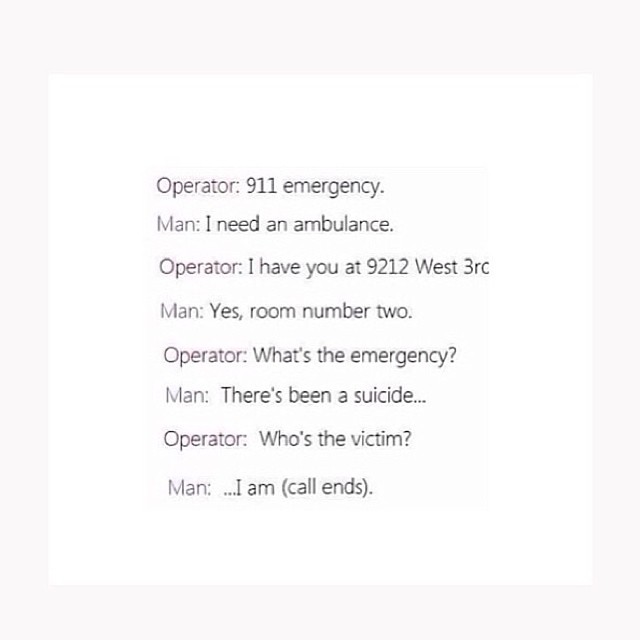 Operator: 911 emergency.
Man: I need an ambulance.
Operator: I have you at 9212 West
Man: Yes, room number two.
Operator: What's the emergency?
Man: There's been a suicide...
Operator: Who's the victim?
Man: ...I am (call ends).